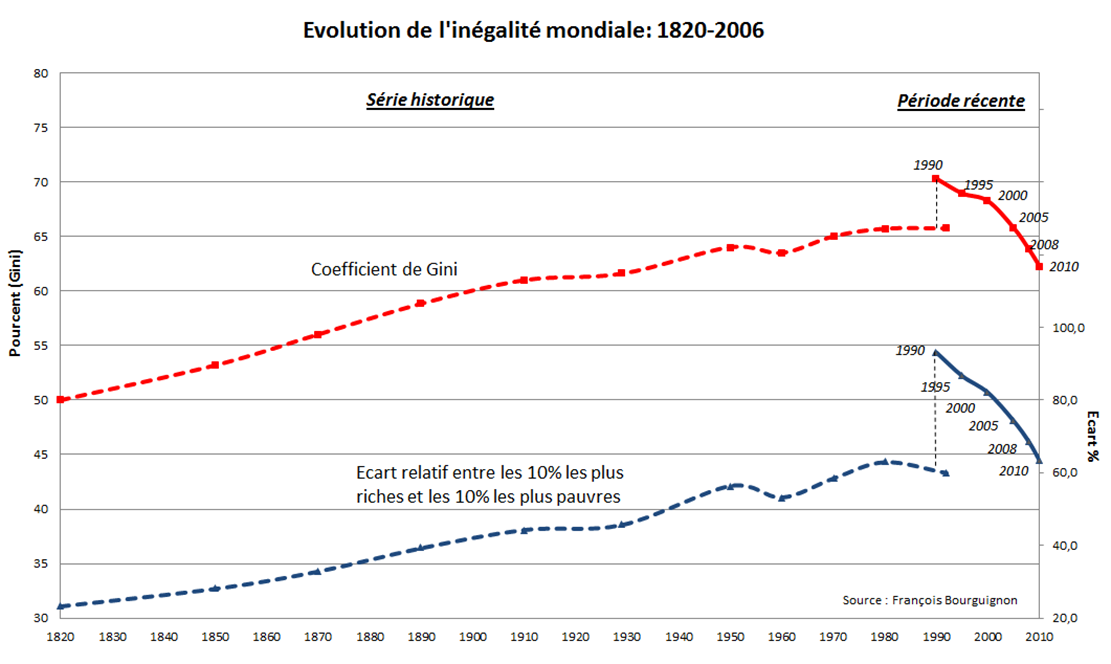 Evolution de l'inégalité mondiale: 1820-2006
Série historique
Période récente
Pourcent (Gini)
80
75
70
65
60
55
50
45
40
35
30
1990
1995
2000
2005
2008
2010
Coefficient de Gini
100,0
80,0
60,0
40,0
20,0
Ecart %
1990
1995
2000
2005
2008
2010
Ecart relatif entre les 10% les plus
riches et les 10% les plus pauvres
Source : François Bourguignon
1820 1830 1840 1850 1860 1870 1880 1890 1900 1910 1920 1930 1940 1950 1960 1970 1980 1990 2000 2010